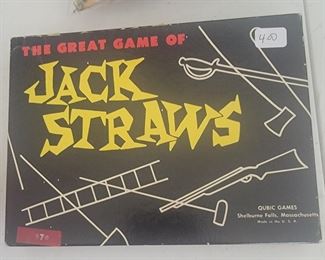 THE GREAT GAME OF
JACK
STRAWS
4.00
QUBIC GAMES
Shelburne Falls, Massachusetts
Made in the U. S. A.